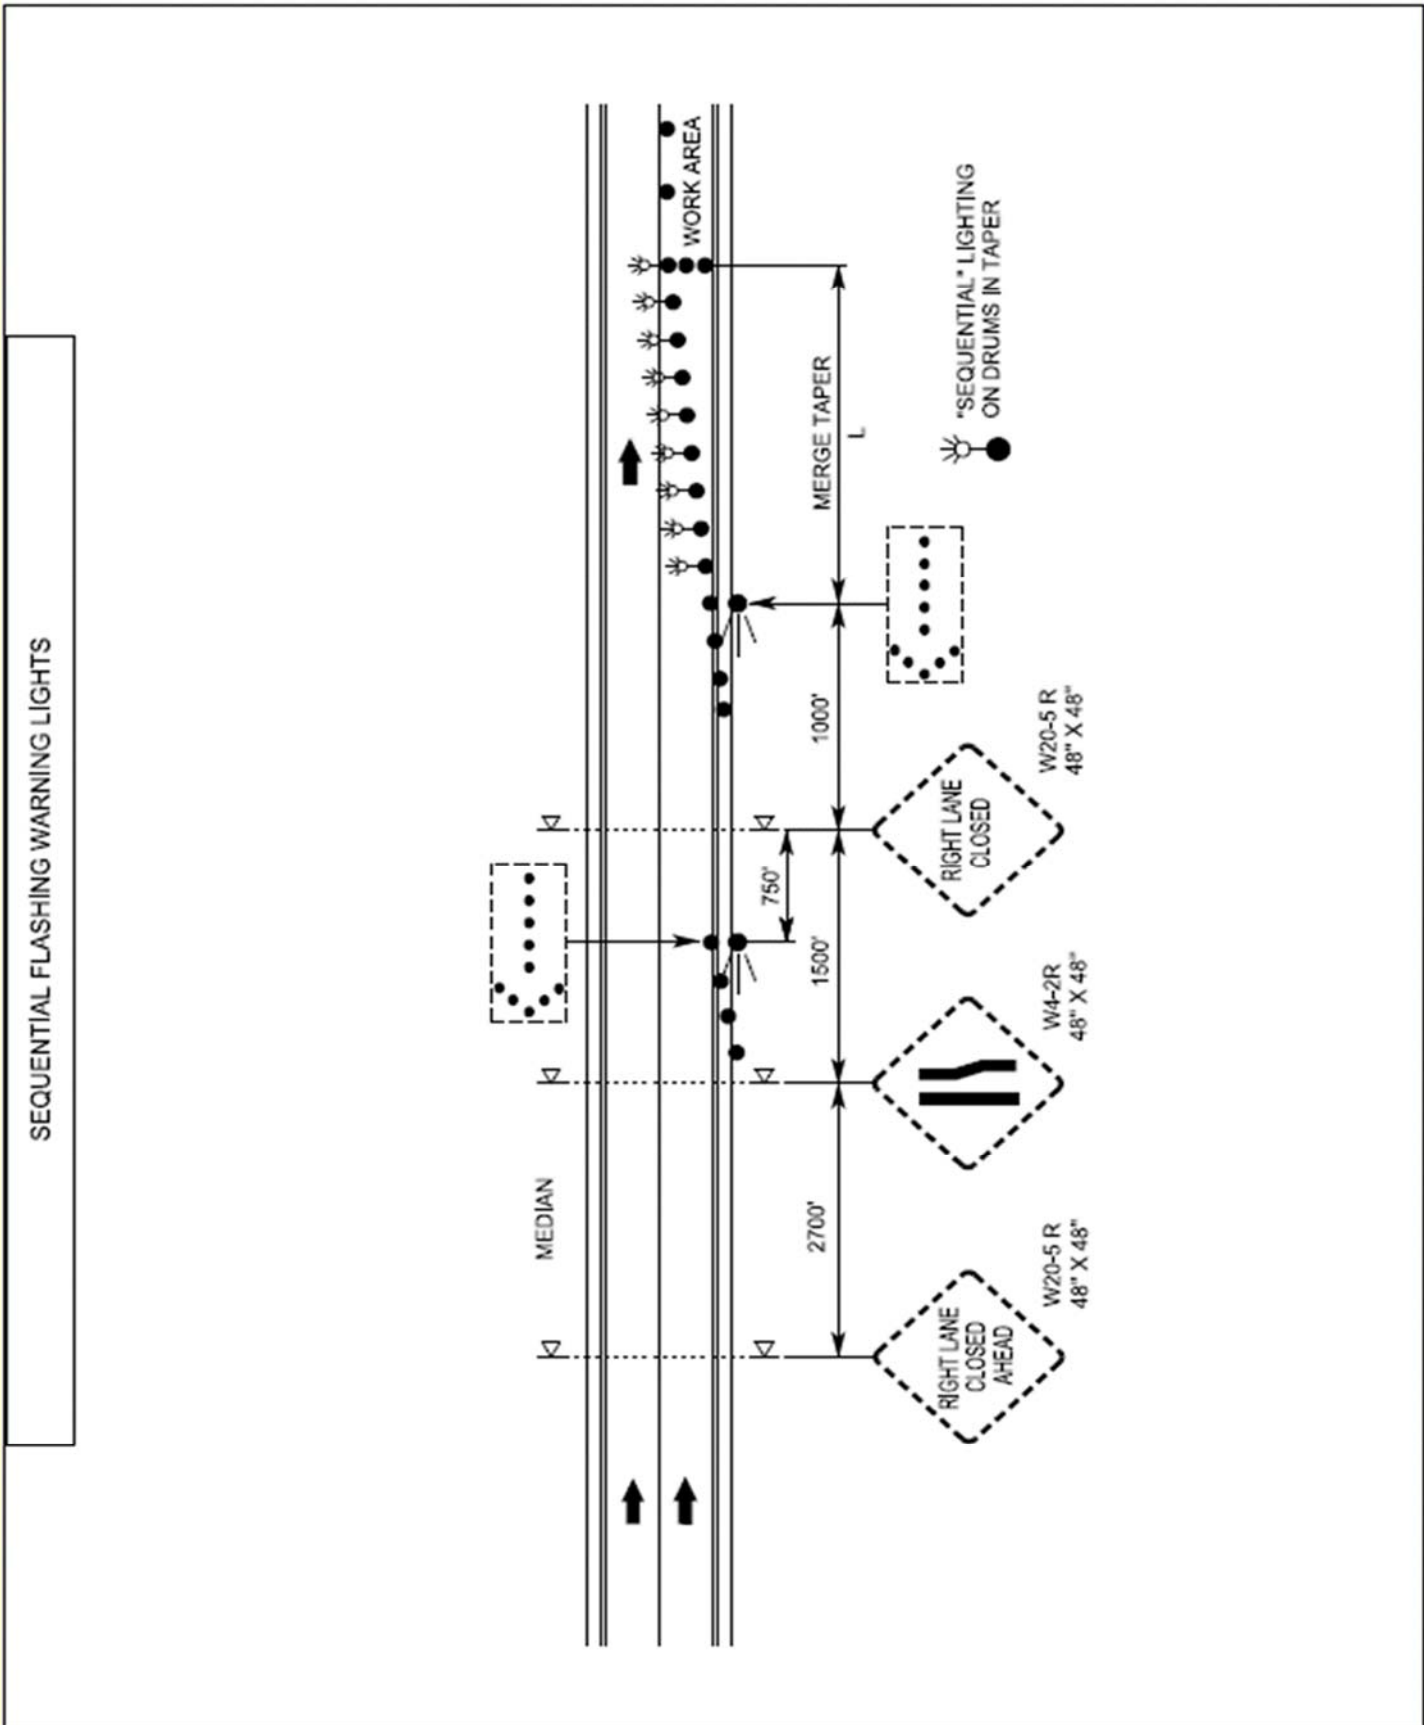 SEQUENTIAL FLASHING WARNING LIGHTS
MEDIAN
WORK AREA
2700'
1500'
750'
1000'
MERGE TAPER
L
RIGHT LANE
CLOSED
AHEAD
W20-5 R
48" X 48"
W4-2R
48" X 48"
RIGHT LANE
CLOSED
W20-5 R
48" X 48"
"SEQUENTIAL" LIGHTING
ON DRUMS IN TAPER